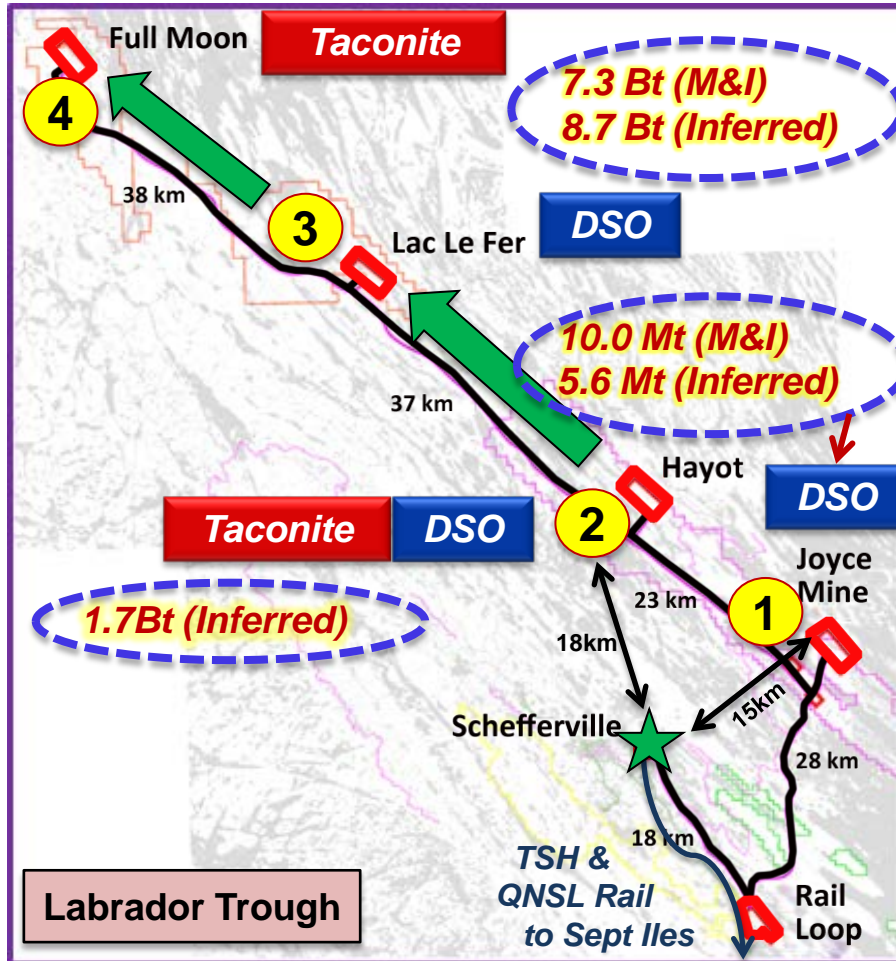 Full Moon
Taconite
7.3 Bt (M&I)
8.7 Bt (Inferred)
4
38 km
3
Lac Le Fer
DSO
10.0 Mt (M&I)
5.6 Mt (Inferred)
37 km
Hayot
DSO
2
Taconite
DSO
Joyce
Mine
23 km
1
1.7Bt (Inferred)
18km
15km
Schefferville
28 km
18 km
TSH &
QNSL Rail
to Sept Iles
Rail
Loop
Labrador Trough